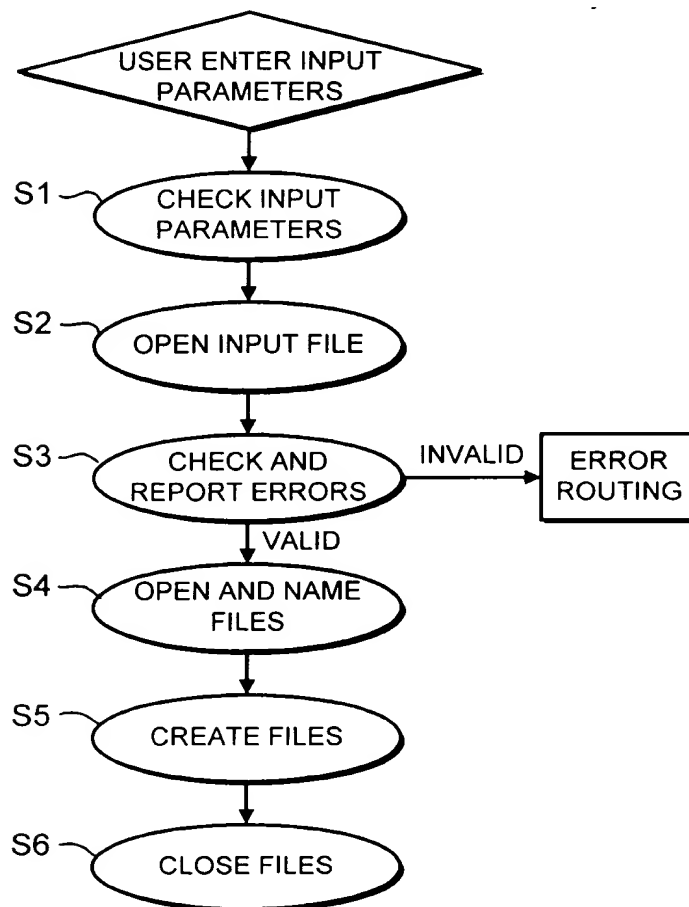 USER ENTER INPUT
PARAMETERS
S1
CHECK INPUT
PARAMETERS
S2
OPEN INPUT FILE
S3
CHECK AND
REPORT ERRORS
INVALID
ERROR
ROUTING
VALID
S4
OPEN AND NAME
FILES
S5
CREATE FILES
S6
CLOSE FILES